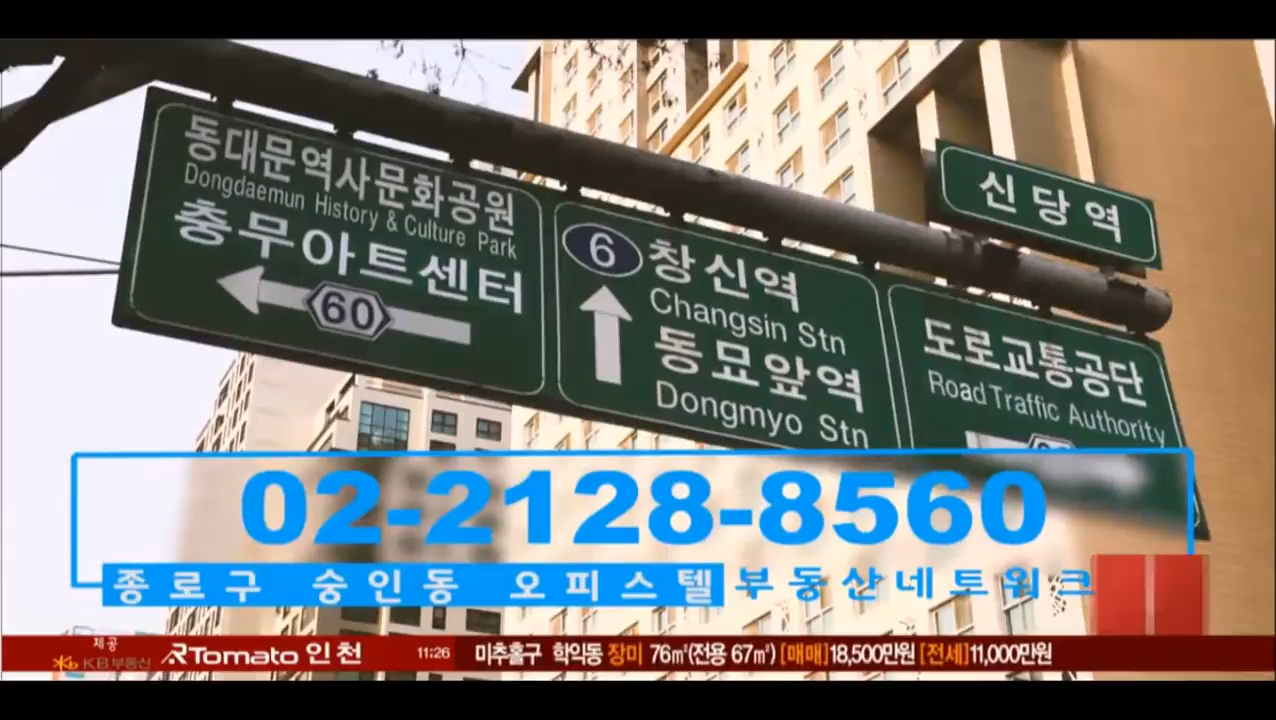 동대문역사문화공원
Dongdaemun History & Culture Park
충무아트센터
60
6 창신역
Changsin Stn
동묘앞역
Dongmyo Stn
신당역
도로교통공단
Road Traffic Authority
02-2128-8560
종로구 숭인동 오피스텔 부동산네트워크
제공
KB부동산
RTomato 인천 11:26 미추홀구 학익동 장미 76㎡(전용 67㎡) [매매]18,500만원 [전세]11,000만원